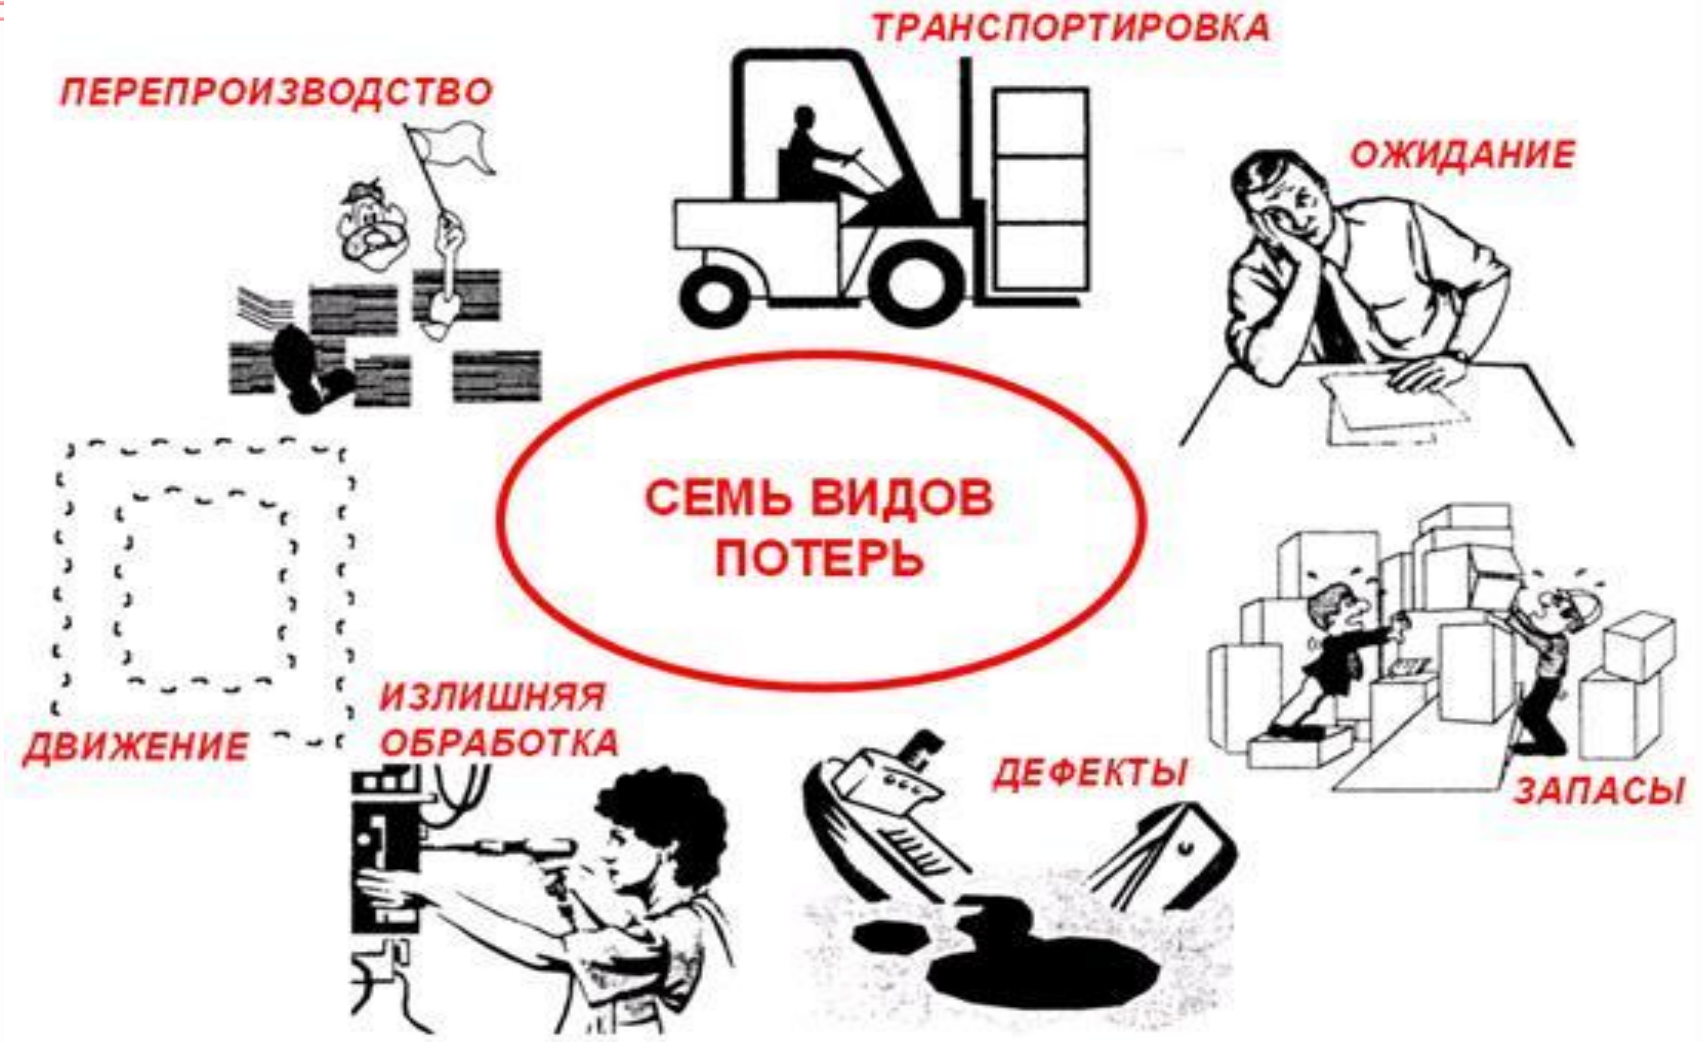 ТРАНСПОРТИРОВКА
ПЕРЕПРОИЗВОДСТВО
ОЖИДАНИЕ
СЕМЬ ВИДОВ
ПОТЕРЬ
ИЗЛИШНЯЯ
ОБРАБОТКА
ДВИЖЕНИЕ
ДЕФЕКТЫ
ЗАПАСЫ